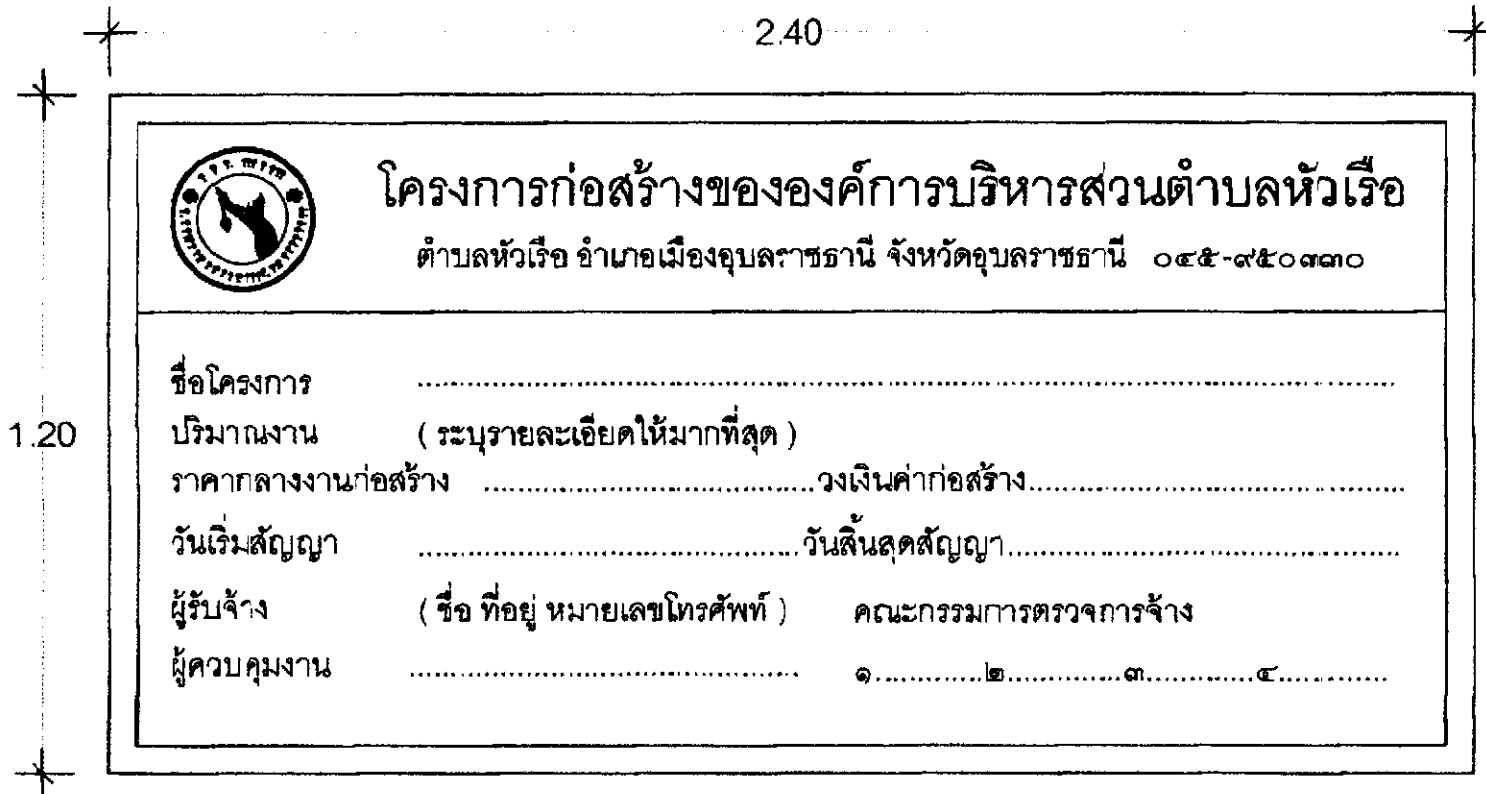 2.40
โครงการก่อสร้างขององค์การบริหารส่วนตำบลหัวเรือ
ตำบลหัวเรือ อำเภอเมืองอุบลราชธานี จังหวัดอุบลราชธานี ๐๔๕-๙๕๐๓๓๐
1.20
ชื่อโครงการ ........................................
ปริมาณงาน ( ระบุรายละเอียดให้มากที่สุด )
ราคากลางงานก่อสร้าง ....................วงเงินค่าก่อสร้าง....................
วันเริ่มสัญญา ....................วันสิ้นสุดสัญญา....................
ผู้รับจ้าง ( ชื่อ ที่อยู่ หมายเลขโทรศัพท์ ) คณะกรรมการตรวจการจ้าง
ผู้ควบคุมงาน .................... ๑.............๒.............๓.............๔.............